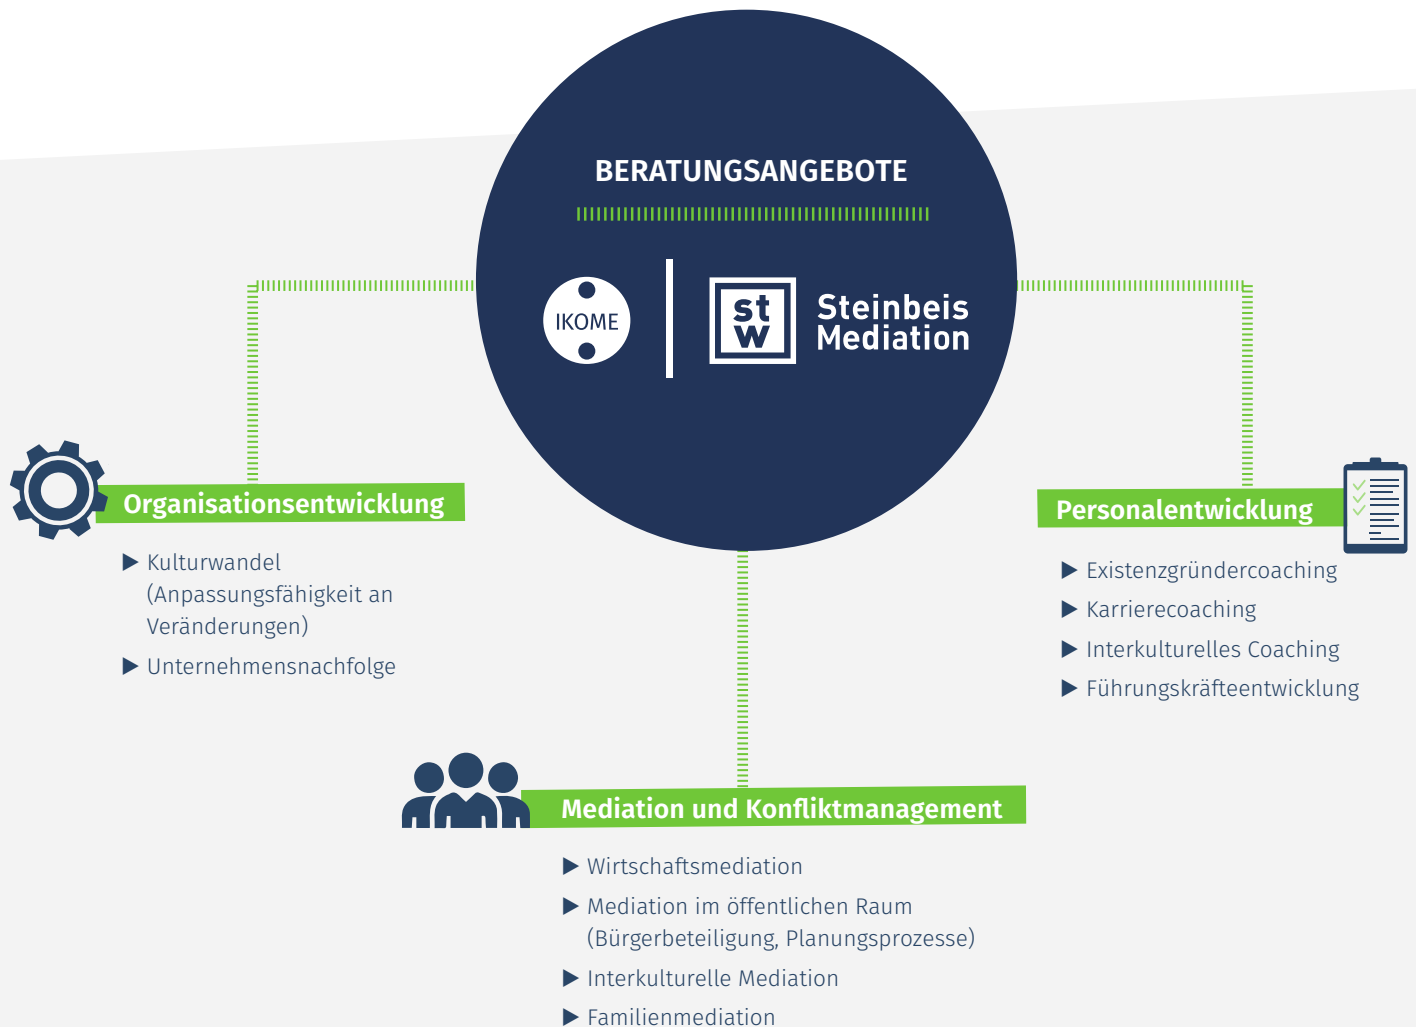 BERATUNGSANGEBOTE
IKOME
st
w
Steinbeis
Mediation
Organisationsentwicklung
▶ Kulturwandel
(Anpassungsfähigkeit an
Veränderungen)
▶ Unternehmensnachfolge
Personalentwicklung
▶ Existenzgründercoaching
▶ Karrierecoaching
▶ Interkulturelles Coaching
▶ Führungskräfteentwicklung
Mediation und Konfliktmanagement
▶ Wirtschaftsmediation
▶ Mediation im öffentlichen Raum
(Bürgerbeteiligung, Planungsprozesse)
▶ Interkulturelle Mediation
▶ Familienmediation